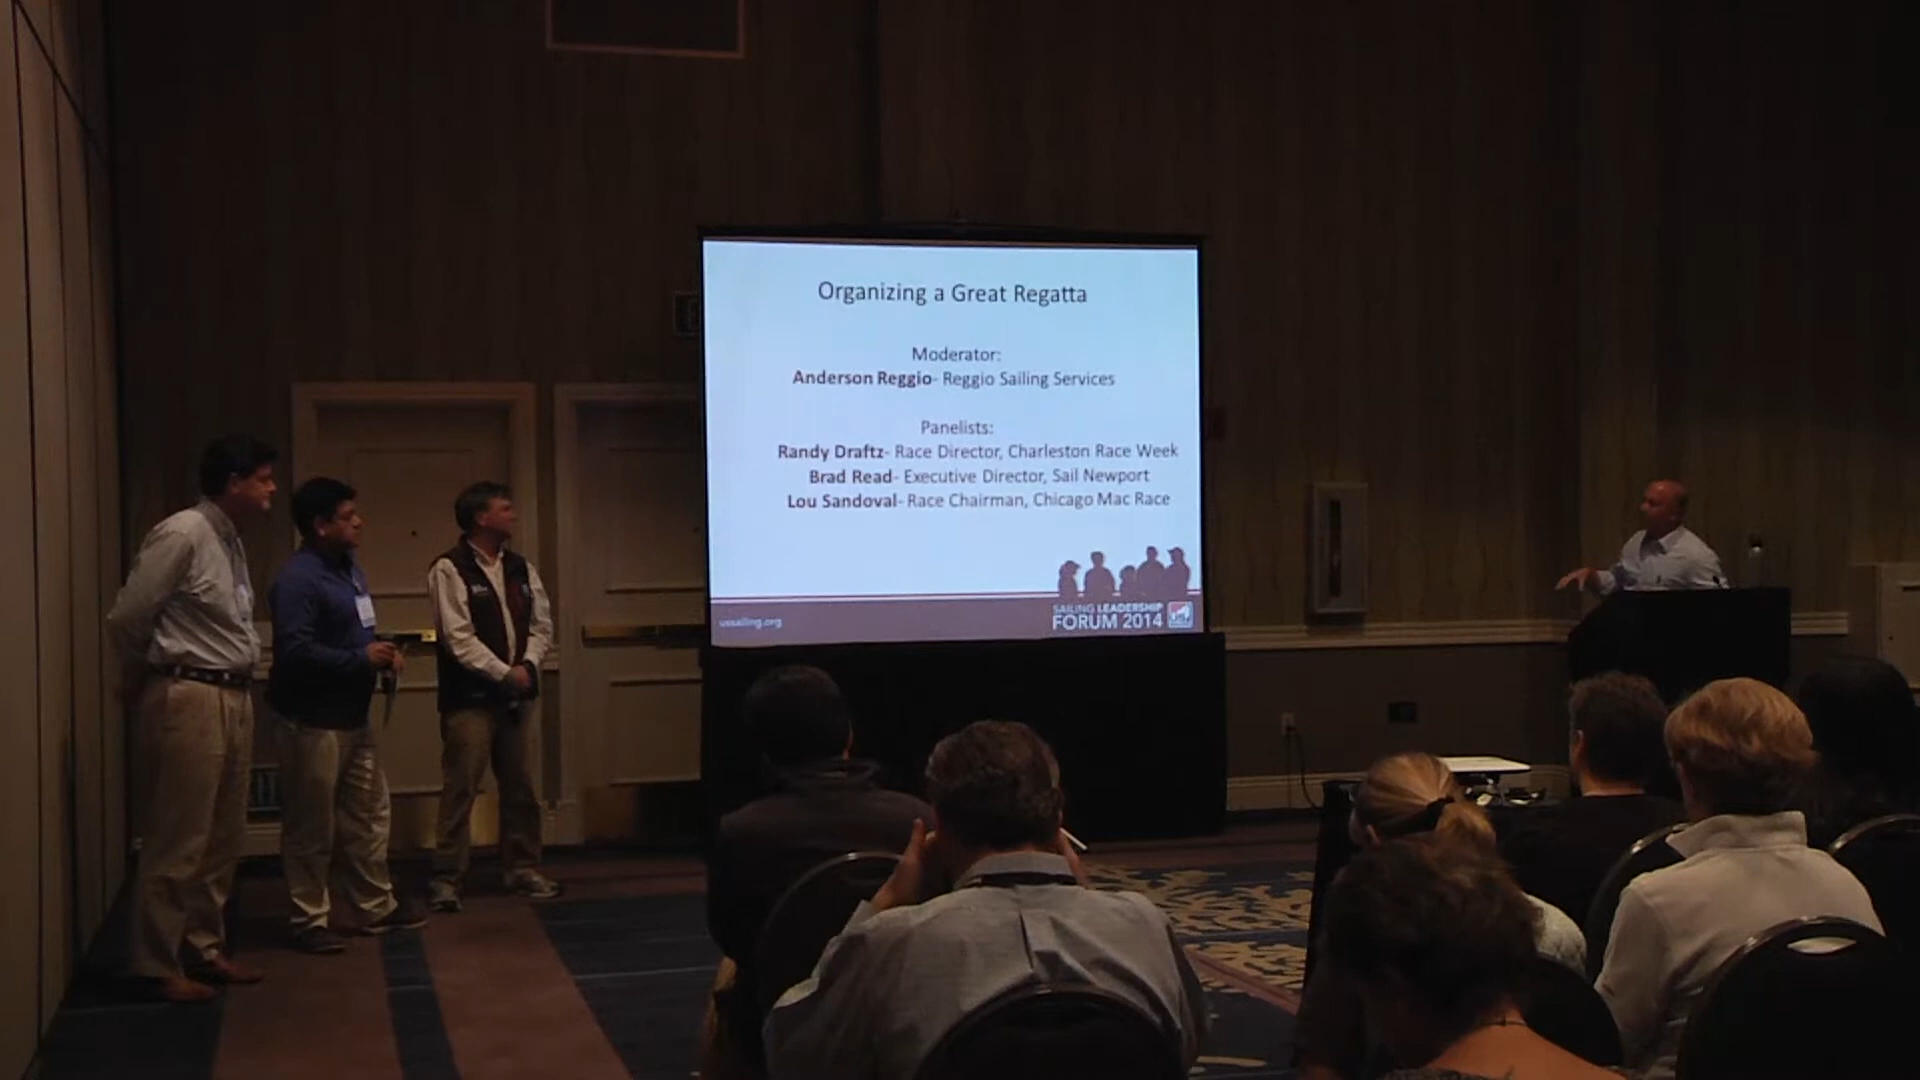 Organizing a Great Regatta
Moderator:
Anderson Reggio- Reggio Sailing Services
Panelists:
Randy Draftz- Race Director, Charleston Race Week
Brad Read- Executive Director, Sail Newport
Lou Sandoval- Race Chairman, Chicago Mac Race
ussailing.org
SAILING LEADERSHIP
FORUM 2014